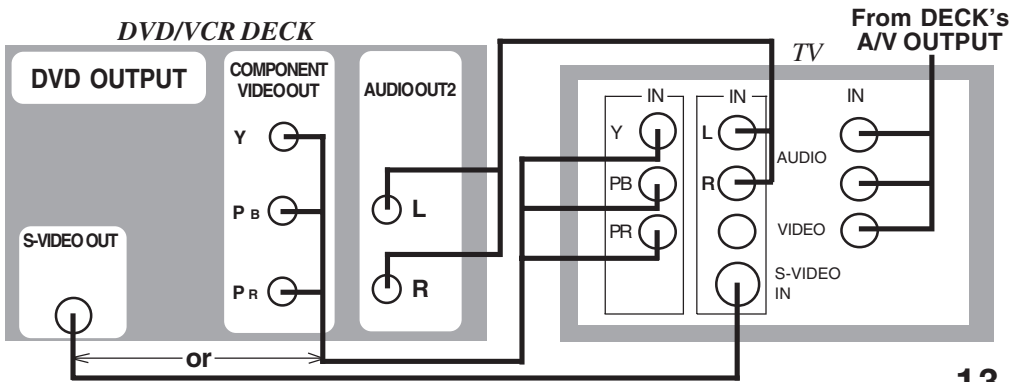 From DECK's
A/V OUTPUT
DVD/VCR DECK
TV
DVD OUTPUT
COMPONENT
VIDEO OUT
AUDIO OUT2
Y
PB
PR
L
R
S-VIDEO OUT
or
IN
Y
PB
PR
IN
L
R
IN
AUDIO
VIDEO
S-VIDEO
IN
13